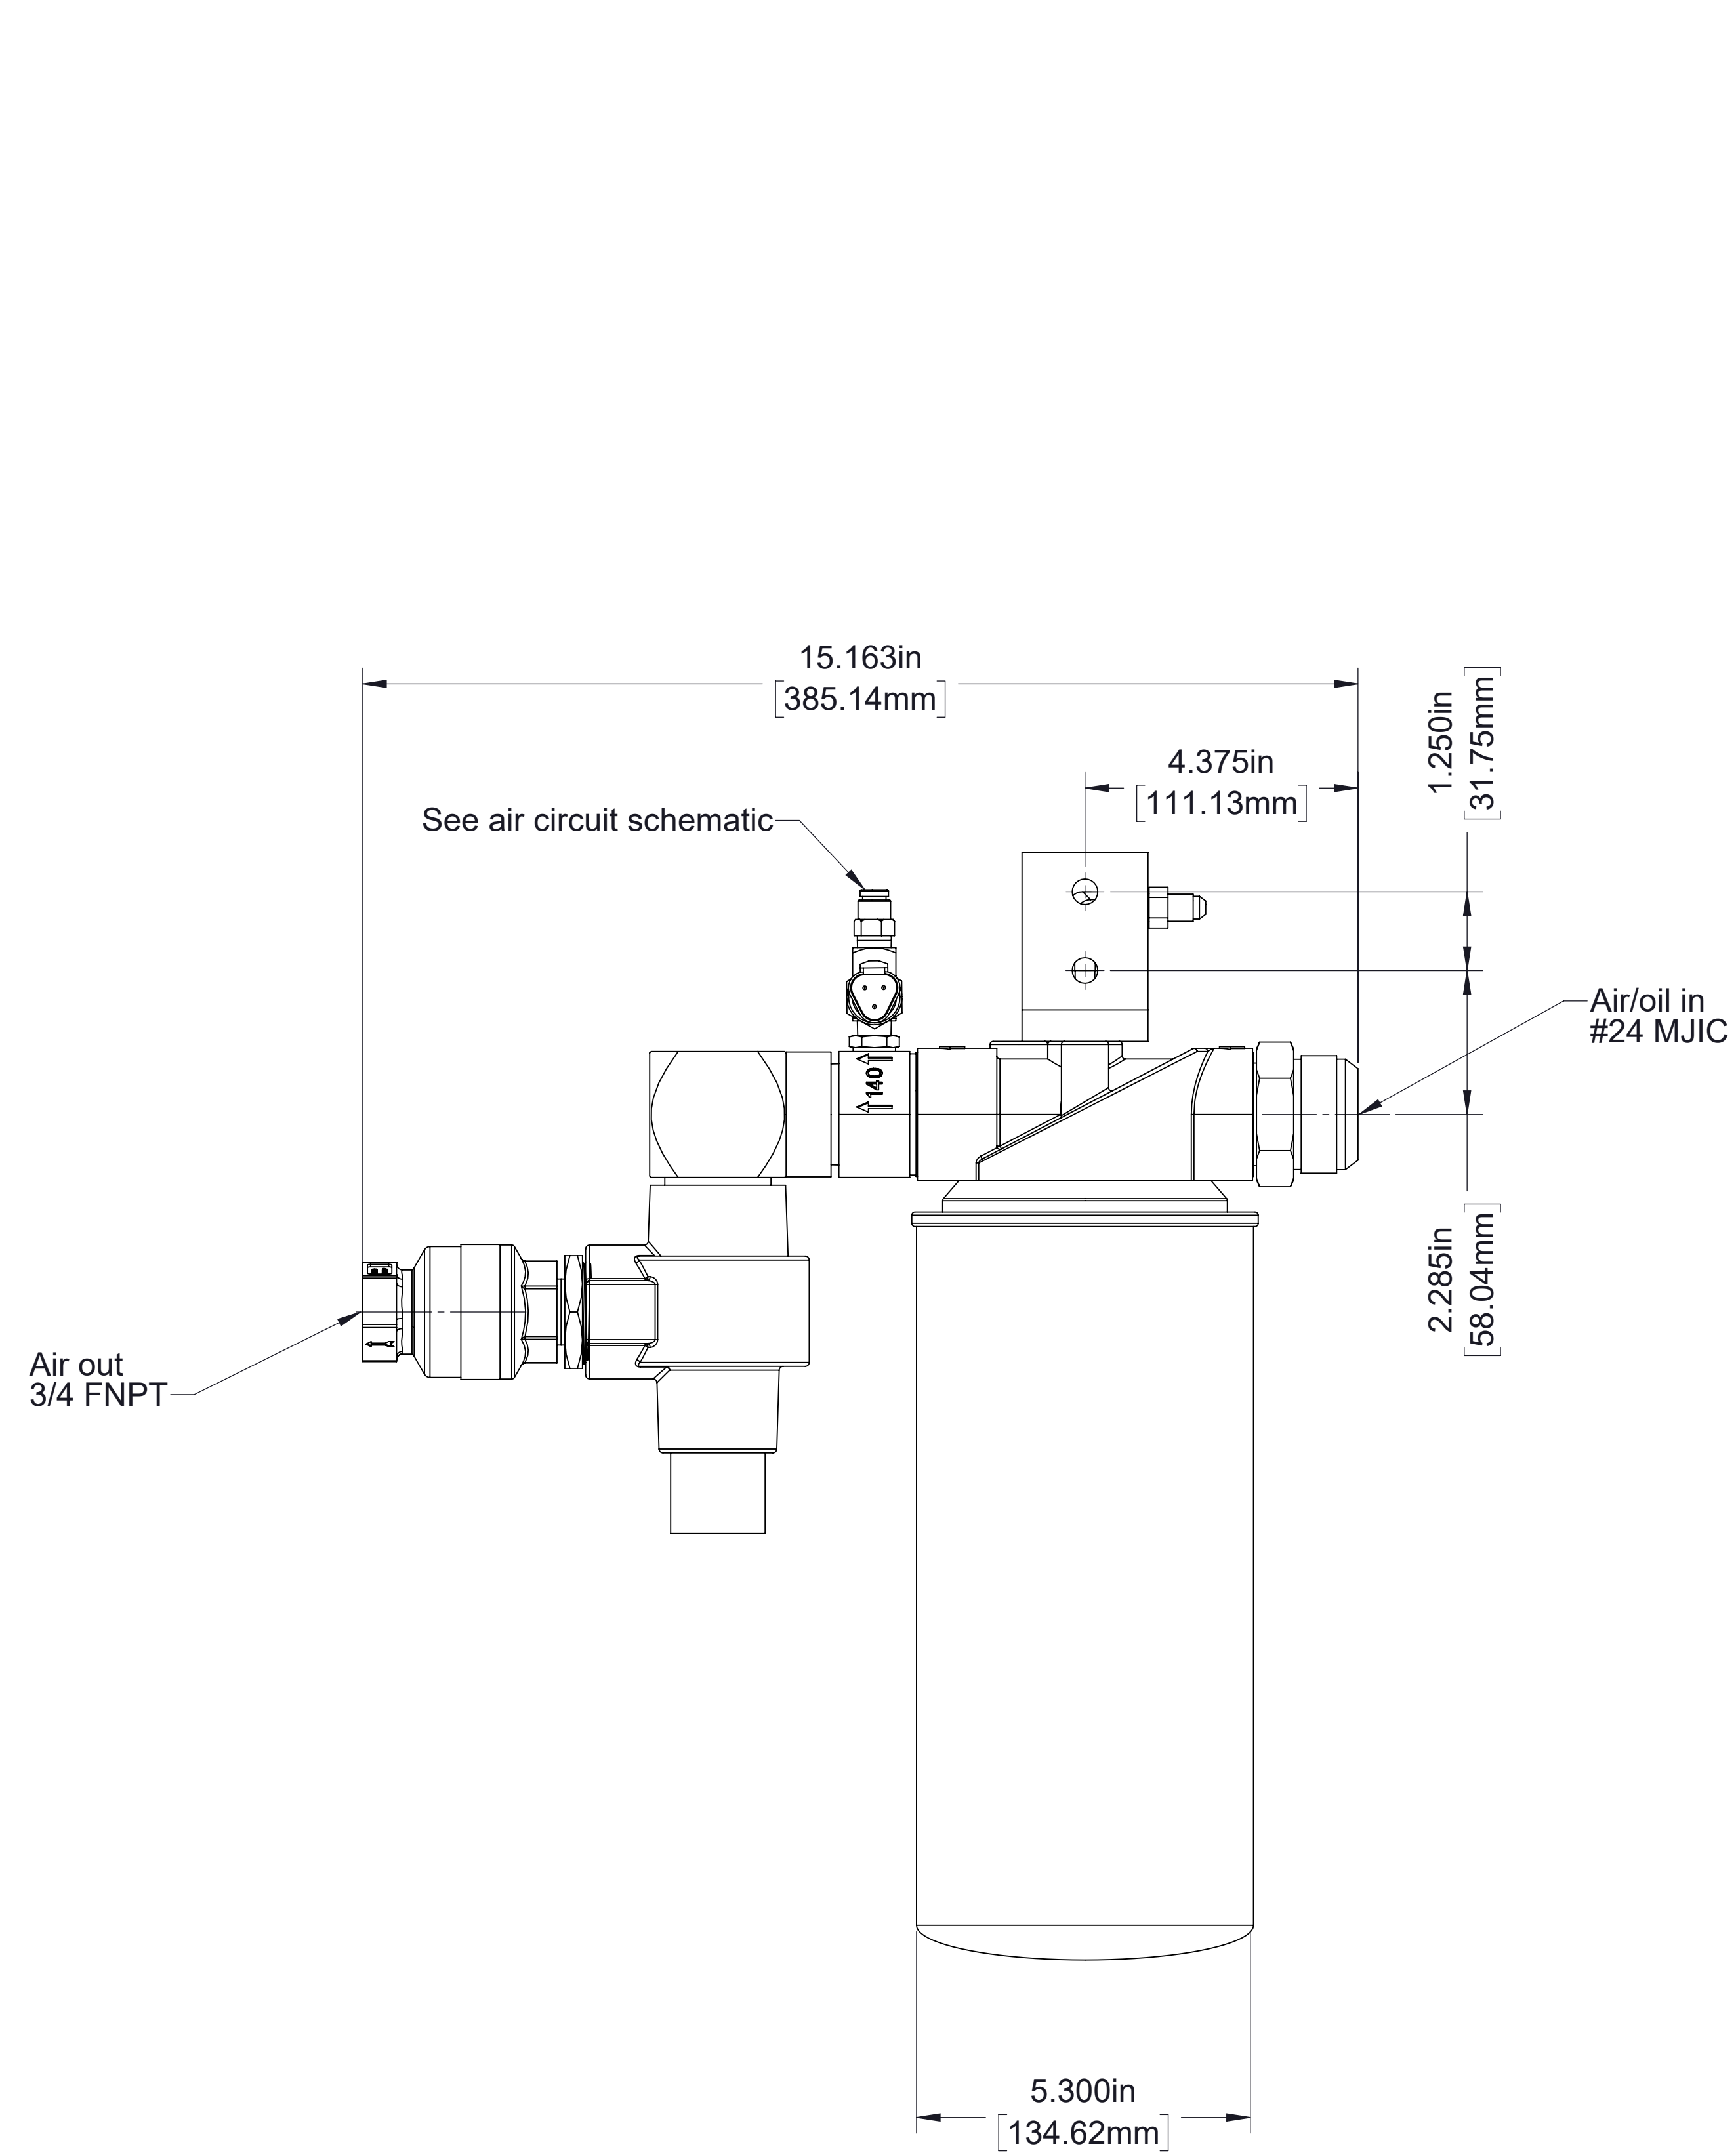 15.163in
[385.14mm]
4.375in
[111.13mm]
1.250in
[31.75mm]
See air circuit schematic
Air/oil in
#24 MJIC
140
2.285in
[58.04mm]
Air out
3/4 FNPT
5.300in
[134.62mm]